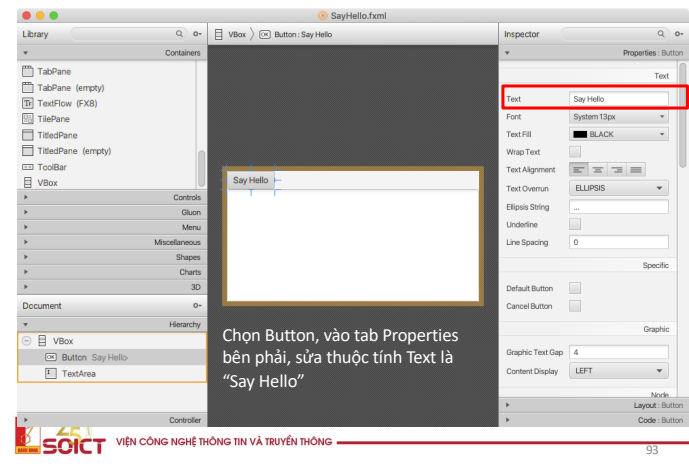 SayHello.fxml
Library
VBox
Button : Say Hello
Inspector
Containers
Properties : Button
TabPane
TabPane (empty)
TextFlow (FX8)
TilePane
TitledPane
TitledPane (empty)
ToolBar
VBox
Controls
Gluon
Menu
Miscellaneous
Shapes
Charts
3D
Document
Hierarchy
VBox
OK Button Say Hello
TextArea
Controller
Say Hello
Chọn Button, vào tab Properties
bên phải, sửa thuộc tính Text là
“Say Hello”
Text
Text Say Hello
Font System 13px
Text Fill BLACK
Wrap Text
Text Alignment
Text Overrun ELLIPSIS
Ellipsis String ...
Underline
Line Spacing 0
Specific
Default Button
Cancel Button
Graphic
Graphic Text Gap 4
Content Display LEFT
Node
Layout : Button
Code : Button
25
SOICT VIỆN CÔNG NGHỆ THÔNG TIN VÀ TRUYỀN THÔNG
93